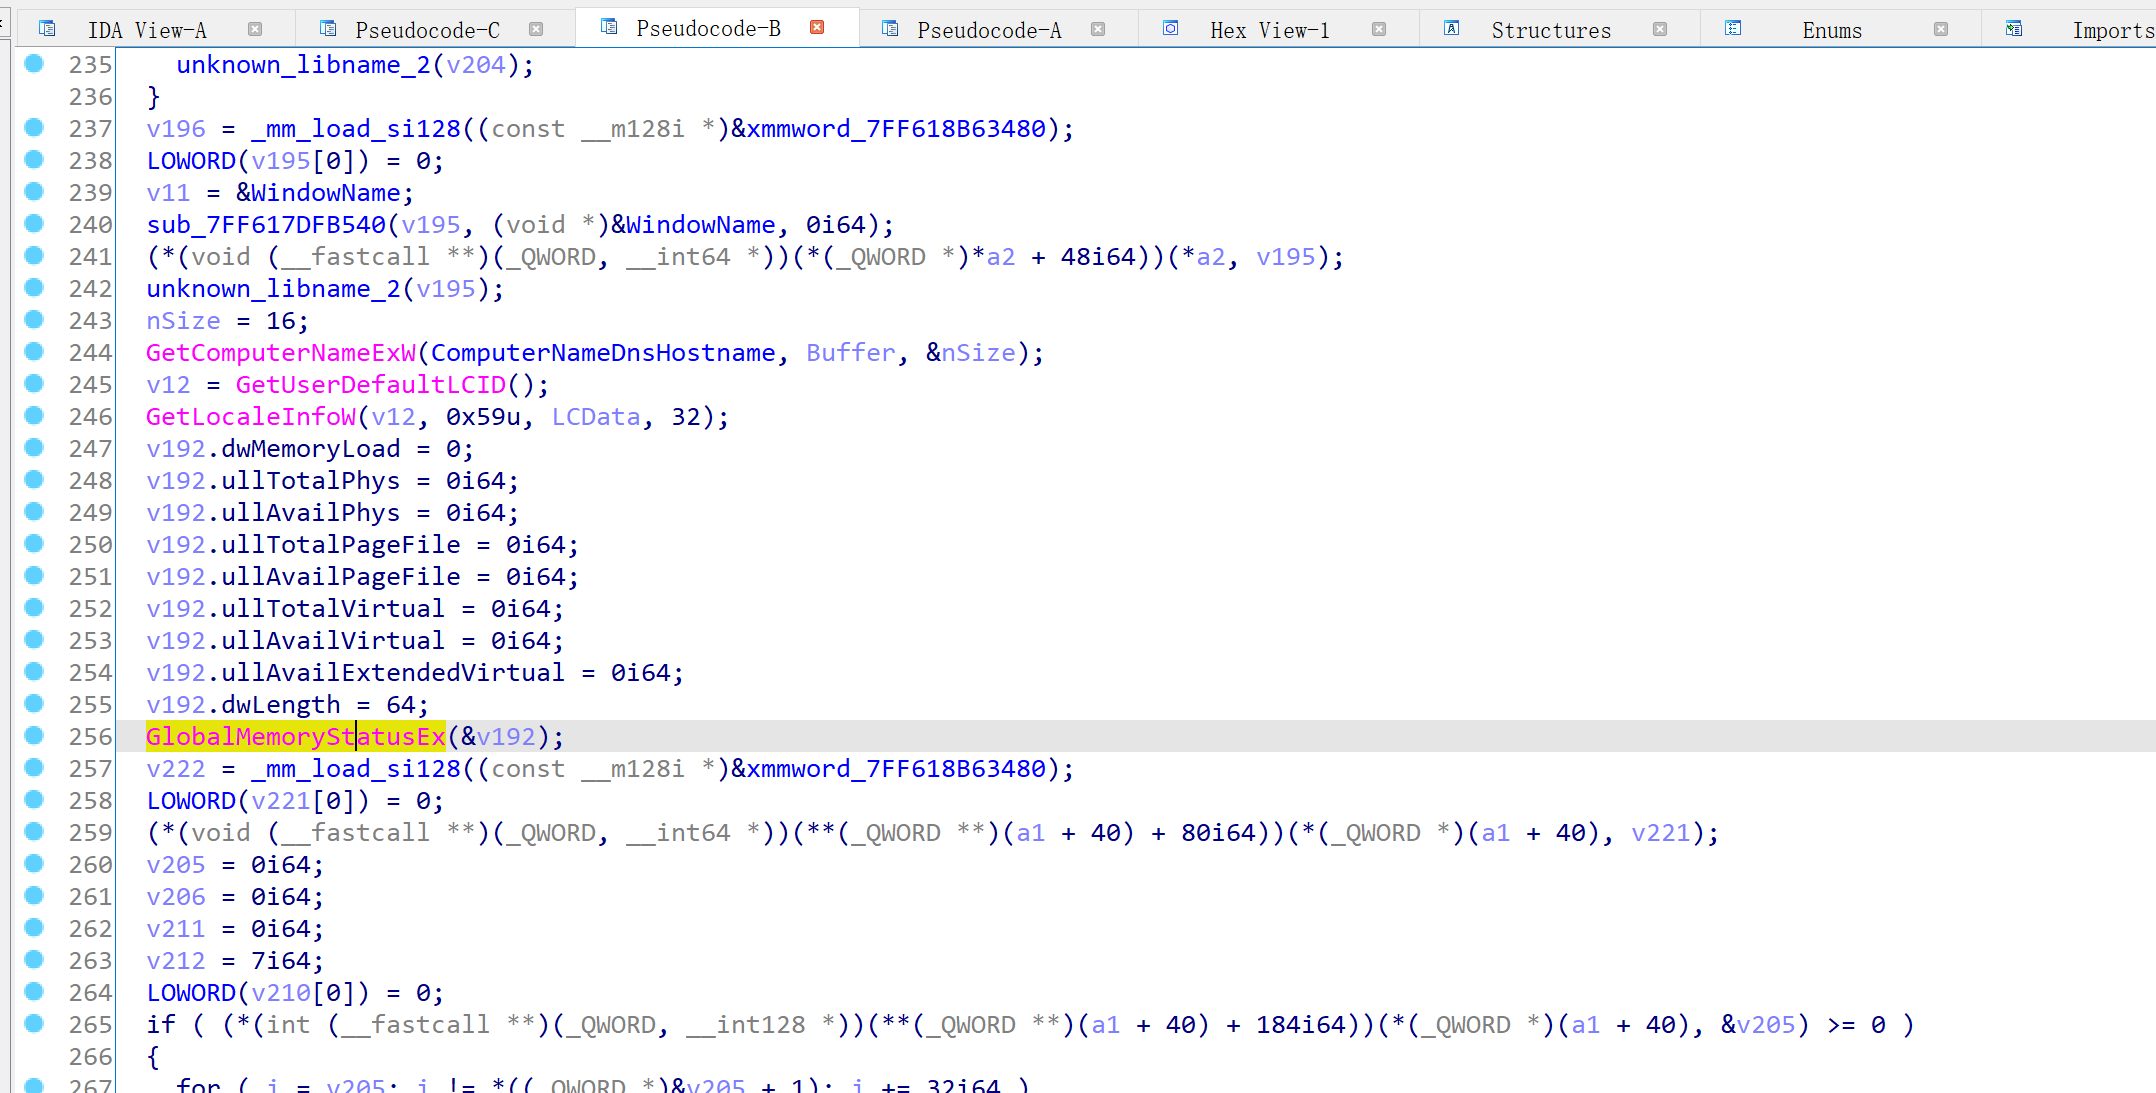 IDA View-A Pseudocode-C Pseudocode-B Pseudocode-A Hex View-1 Structures Enums Imports
235 unknown_libname_2(v204);
236 }
237 v196 = _mm_load_si128((const __m128i *)&xmmword_7FF618B63480);
238 LOWORD(v195[0]) = 0;
239 v11 = &WindowName;
240 sub_7FF617DFB540(v195, (void *)&WindowName, 0i64);
241 (*(void (__fastcall **)(_QWORD, __int64 *))(*(_QWORD *)*a2 + 48i64))(*a2, v195);
242 unknown_libname_2(v195);
243 nSize = 16;
244 GetComputerNameExW(ComputerNameDnsHostname, Buffer, &nSize);
245 v12 = GetUserDefaultLCID();
246 GetLocaleInfoW(v12, 0x59u, LCData, 32);
247 v192.dwMemoryLoad = 0;
248 v192.ullTotalPhys = 0i64;
249 v192.ullAvailPhys = 0i64;
250 v192.ullTotalPageFile = 0i64;
251 v192.ullAvailPageFile = 0i64;
252 v192.ullTotalVirtual = 0i64;
253 v192.ullAvailVirtual = 0i64;
254 v192.ullAvailExtendedVirtual = 0i64;
255 v192.dwLength = 64;
256 GlobalMemoryStatusEx(&v192);
257 v222 = _mm_load_si128((const __m128i *)&xmmword_7FF618B63480);
258 LOWORD(v221[0]) = 0;
259 (*(void (__fastcall **)(_QWORD, __int64 *))(**(_QWORD **)(a1 + 40) + 80i64))(*(_QWORD *)(a1 + 40), v221);
260 v205 = 0i64;
261 v206 = 0i64;
262 v211 = 0i64;
263 v212 = 7i64;
264 LOWORD(v210[0]) = 0;
265 if ( (*(int (__fastcall **)(_QWORD, __int128 *))(**(_QWORD **)(a1 + 40) + 184i64))(*(_QWORD *)(a1 + 40), &v205) >= 0 )
266 {
267 for ( i = v205; i != *((_QWORD *)&v205 + 1); i += 32i64 )